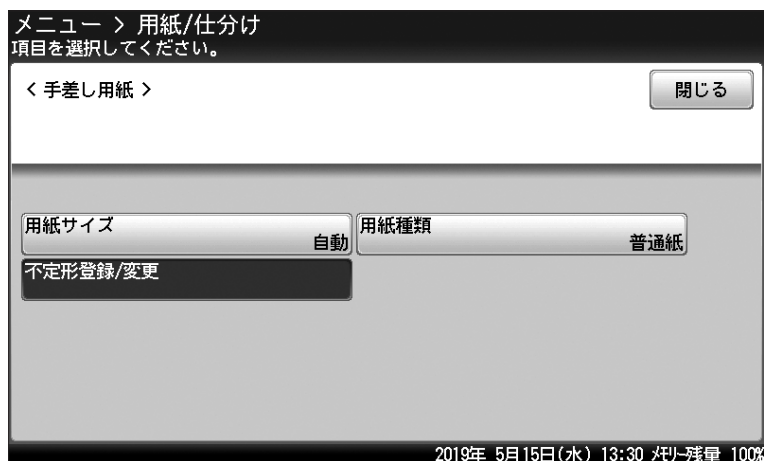 メニュー > 用紙/仕分け
項目を選択してください。
< 手差し用紙 >
閉じる
用紙サイズ
自動
用紙種類
普通紙
不定形登録/変更
2019年 5月15日(水) 13:30 メモリー残量 100%